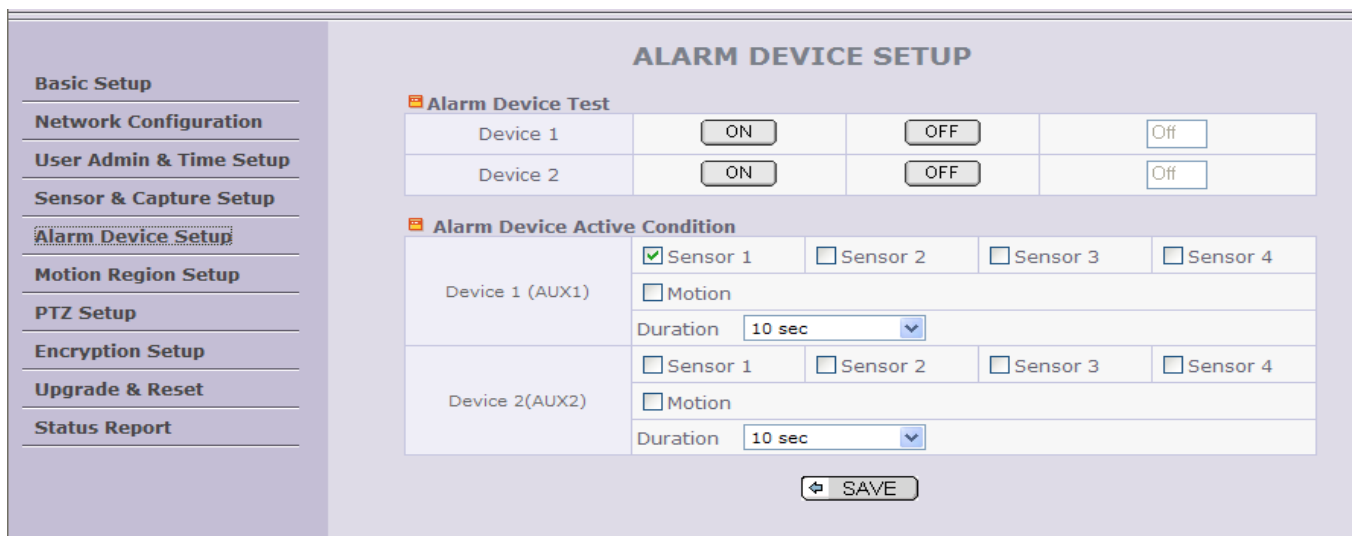 ALARM DEVICE SETUP
Basic Setup
Network Configuration
User Admin & Time Setup
Sensor & Capture Setup
Alarm Device Setup
Motion Region Setup
PTZ Setup
Encryption Setup
Upgrade & Reset
Status Report
Alarm Device Test
Device 1 ON OFF Off
Device 2 ON OFF Off
Alarm Device Active Condition
Device 1 (AUX1)
Sensor 1 Sensor 2 Sensor 3 Sensor 4
Motion
Duration 10 sec
Device 2(AUX2)
Sensor 1 Sensor 2 Sensor 3 Sensor 4
Motion
Duration 10 sec
SAVE